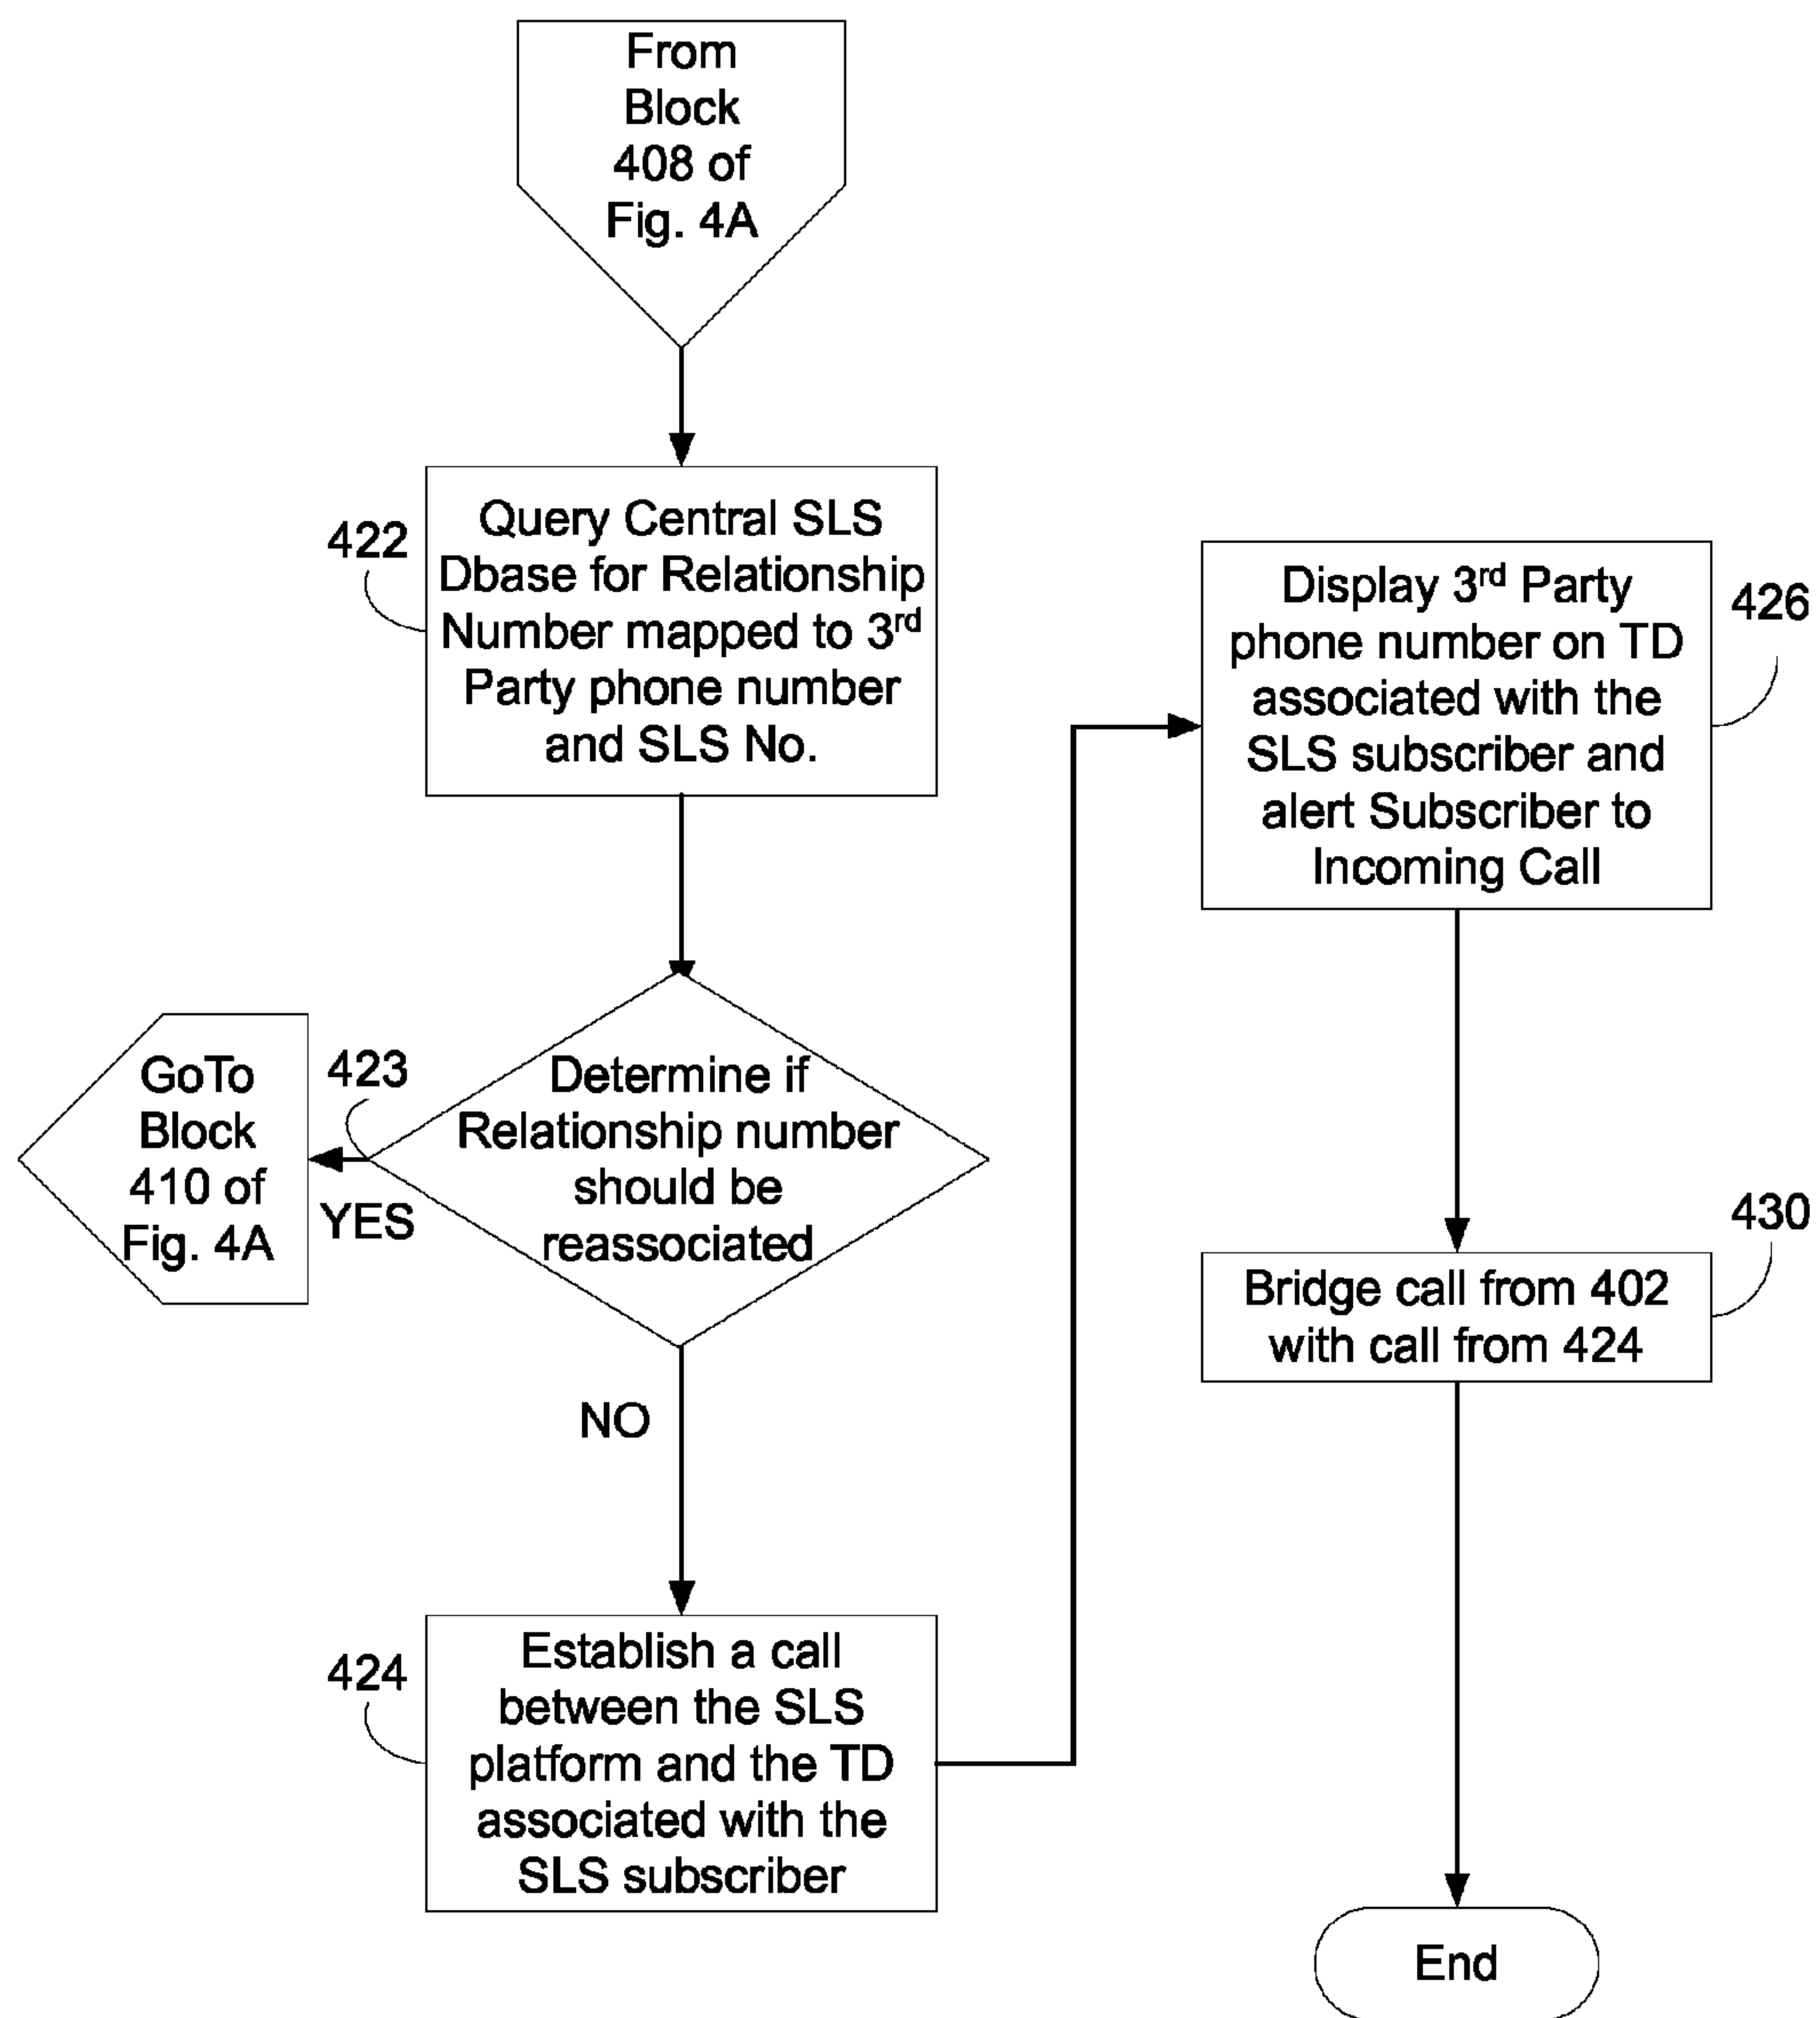 From
Block
408 of
Fig. 4A
422
Query Central SLS
Dbase for Relationship
Number mapped to 3rd
Party phone number
and SLS No.
423
Determine if
Relationship number
should be
reassociated
YES
GoTo
Block
410 of
Fig. 4A
NO
424
Establish a call
between the SLS
platform and the TD
associated with the
SLS subscriber
Display 3rd Party
phone number on TD
associated with the
SLS subscriber and
alert Subscriber to
Incoming Call
426
Bridge call from 402
with call from 424
430
End